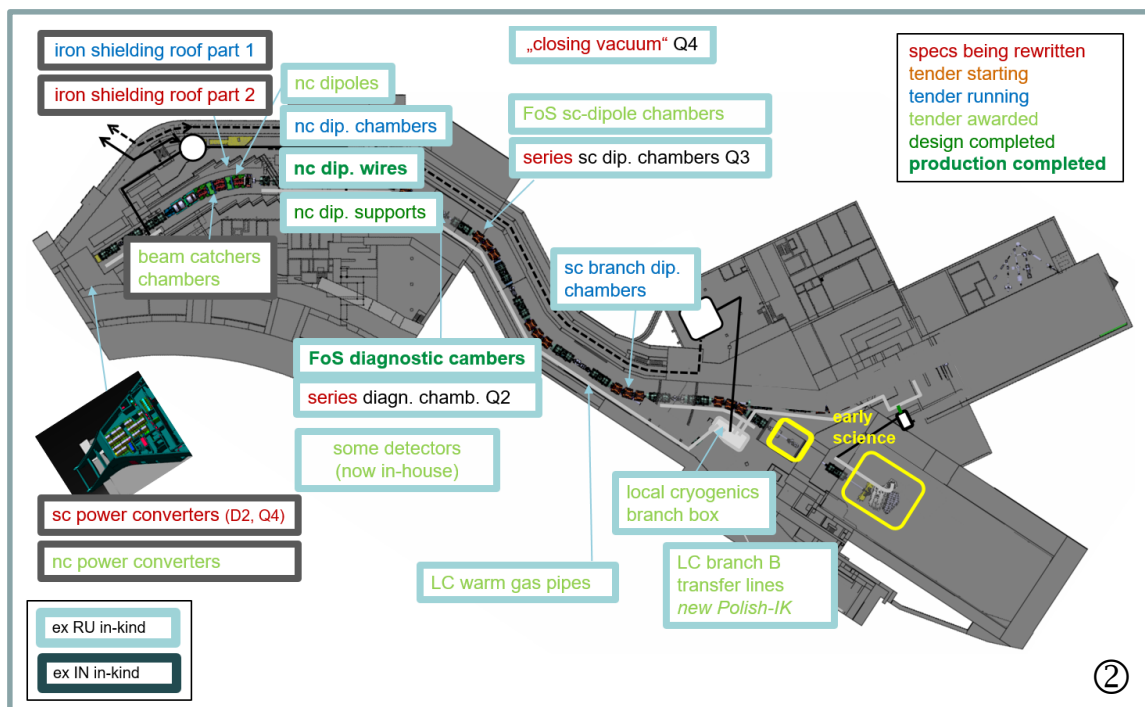 iron shielding roof part 1
iron shielding roof part 2
nc dipoles
nc dip. chambers
nc dip. wires
nc dip. supports
beam catchers
chambers
„closing vacuum“ Q4
FoS sc-dipole chambers
series sc dip. chambers Q3
specs being rewritten
tender starting
tender running
tender awarded
design completed
production completed
sc branch dip.
chambers
FoS diagnostic cambers
series diagn. chamb. Q2
some detectors
(now in-house)
early
science
local cryogenics
branch box
sc power converters (D2, Q4)
nc power converters
LC warm gas pipes
LC branch B
transfer lines
new Polish-IK
ex RU in-kind
ex IN in-kind
②